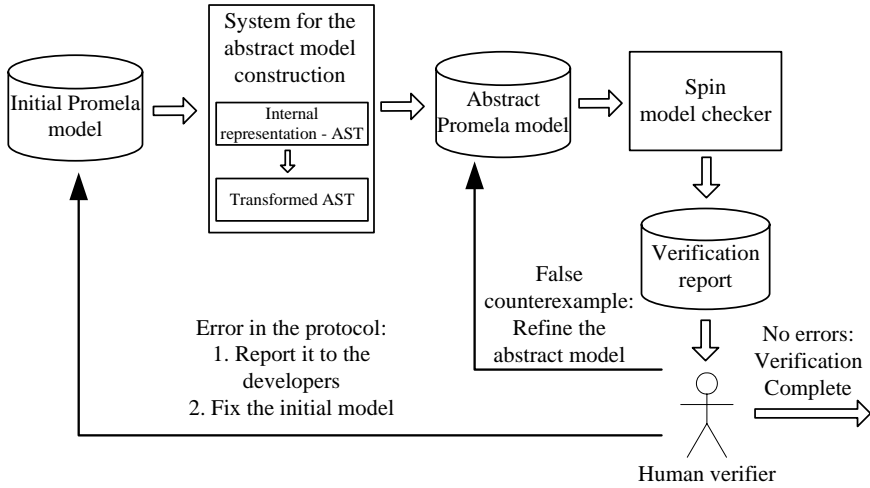 System for the
abstract model
construction
Initial Promela
model
Internal
representation - AST
Transformed AST
Abstract
Promela model
Spin
model checker
Verification
report
False
counterexample:
Refine the
abstract model
Error in the protocol:
1. Report it to the
developers
2. Fix the initial model
No errors:
Verification
Complete
Human verifier